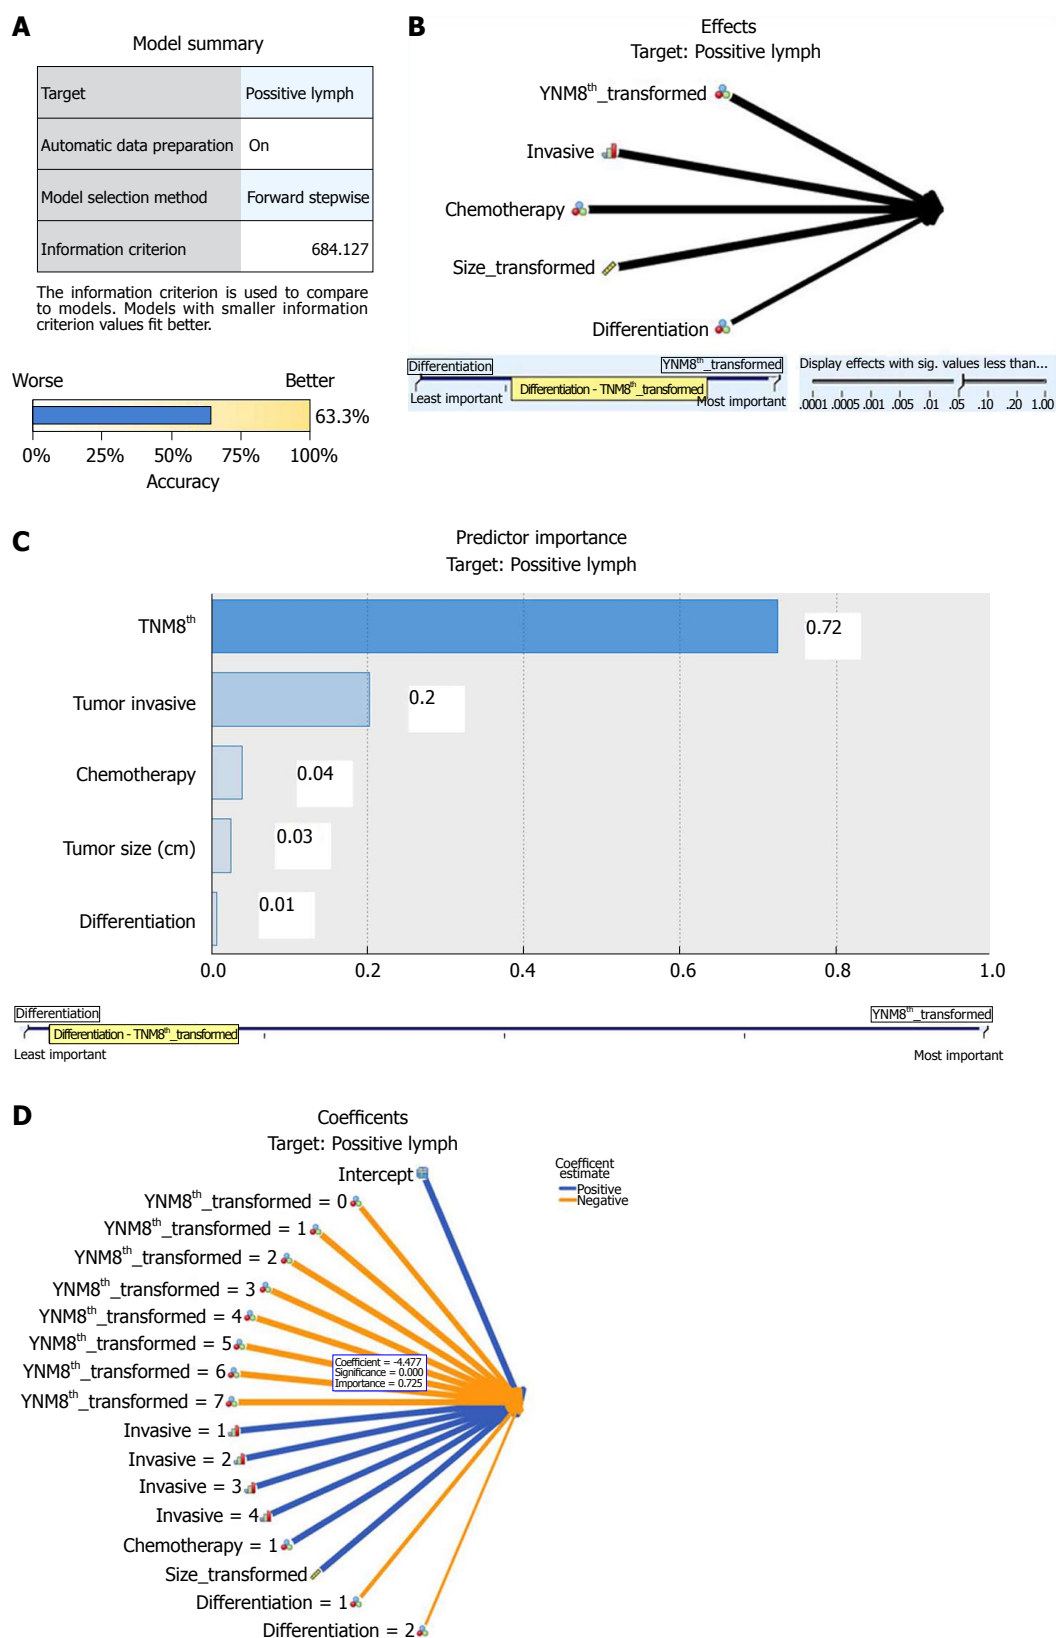 A
Model summary
Target Possitive lymph
Automatic data preparation On
Model selection method Forward stepwise
Information criterion 684.127
The information criterion is used to compare
to models. Models with smaller information
criterion values fit better.
Worse Better
63.3%
0% 25% 50% 75% 100%
Accuracy
B
Effects
Target: Possitive lymph
YNM8th_transformed
Invasive
Chemotherapy
Size_transformed
Differentiation
Differentiation YNM8th_transformed
Differentiation - TNM8th_transformed
Least important Most important
Display effects with sig. values less than...
.0001 .0005 .001 .005 .01 .05 .10 .20 1.00
C
Predictor importance
Target: Possitive lymph
TNM8th 0.72
Tumor invasive 0.2
Chemotherapy 0.04
Tumor size (cm) 0.03
Differentiation 0.01
0.0 0.2 0.4 0.6 0.8 1.0
Differentiation YNM8th_transformed
Differentiation - TNM8th_transformed
Least important Most important
D
Coefficents
Target: Possitive lymph
Coefficent
estimate
Positive
Negative
Intercept
YNM8th_transformed = 0
YNM8th_transformed = 1
YNM8th_transformed = 2
YNM8th_transformed = 3
YNM8th_transformed = 4
YNM8th_transformed = 5
YNM8th_transformed = 6
YNM8th_transformed = 7
Coefficient = -4.477
Significance = 0.000
Importance = 0.725
Invasive = 1
Invasive = 2
Invasive = 3
Invasive = 4
Chemotherapy = 1
Size_transformed
Differentiation = 1
Differentiation = 2